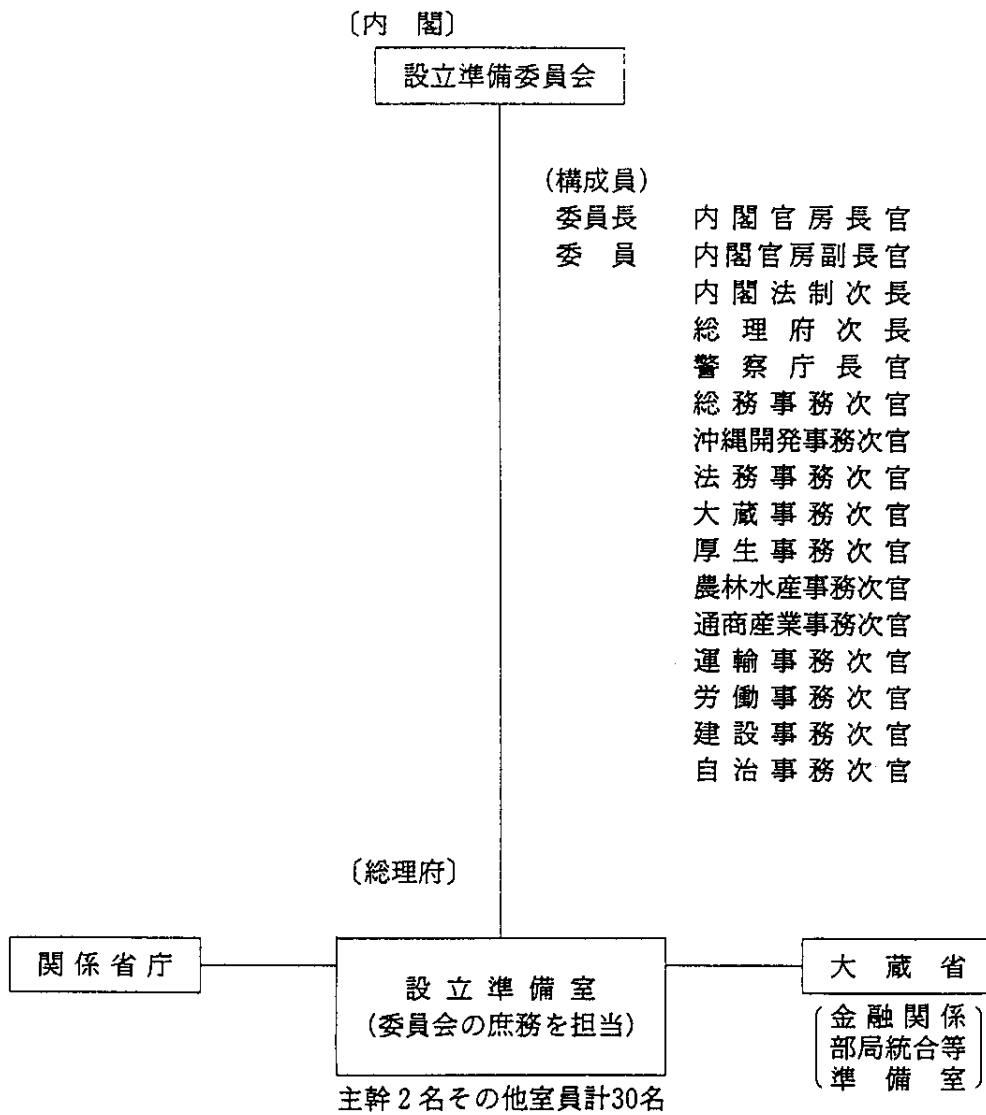 〔内　閣〕
設立準備委員会
(構成員)
委員長　内閣官房長官
委　員　内閣官房副長官
内閣法制次長
総理府次長
警察庁長官
総務事務次官
沖縄開発事務次官
法務事務次官
大蔵事務次官
厚生事務次官
農林水産事務次官
通商産業事務次官
運輸事務次官
労働事務次官
建設事務次官
自治事務次官
〔総理府〕
関係省庁
設立準備室
(委員会の庶務を担当)
主幹2名その他室員計30名
大蔵省
金融関係
部局統合等
準備室